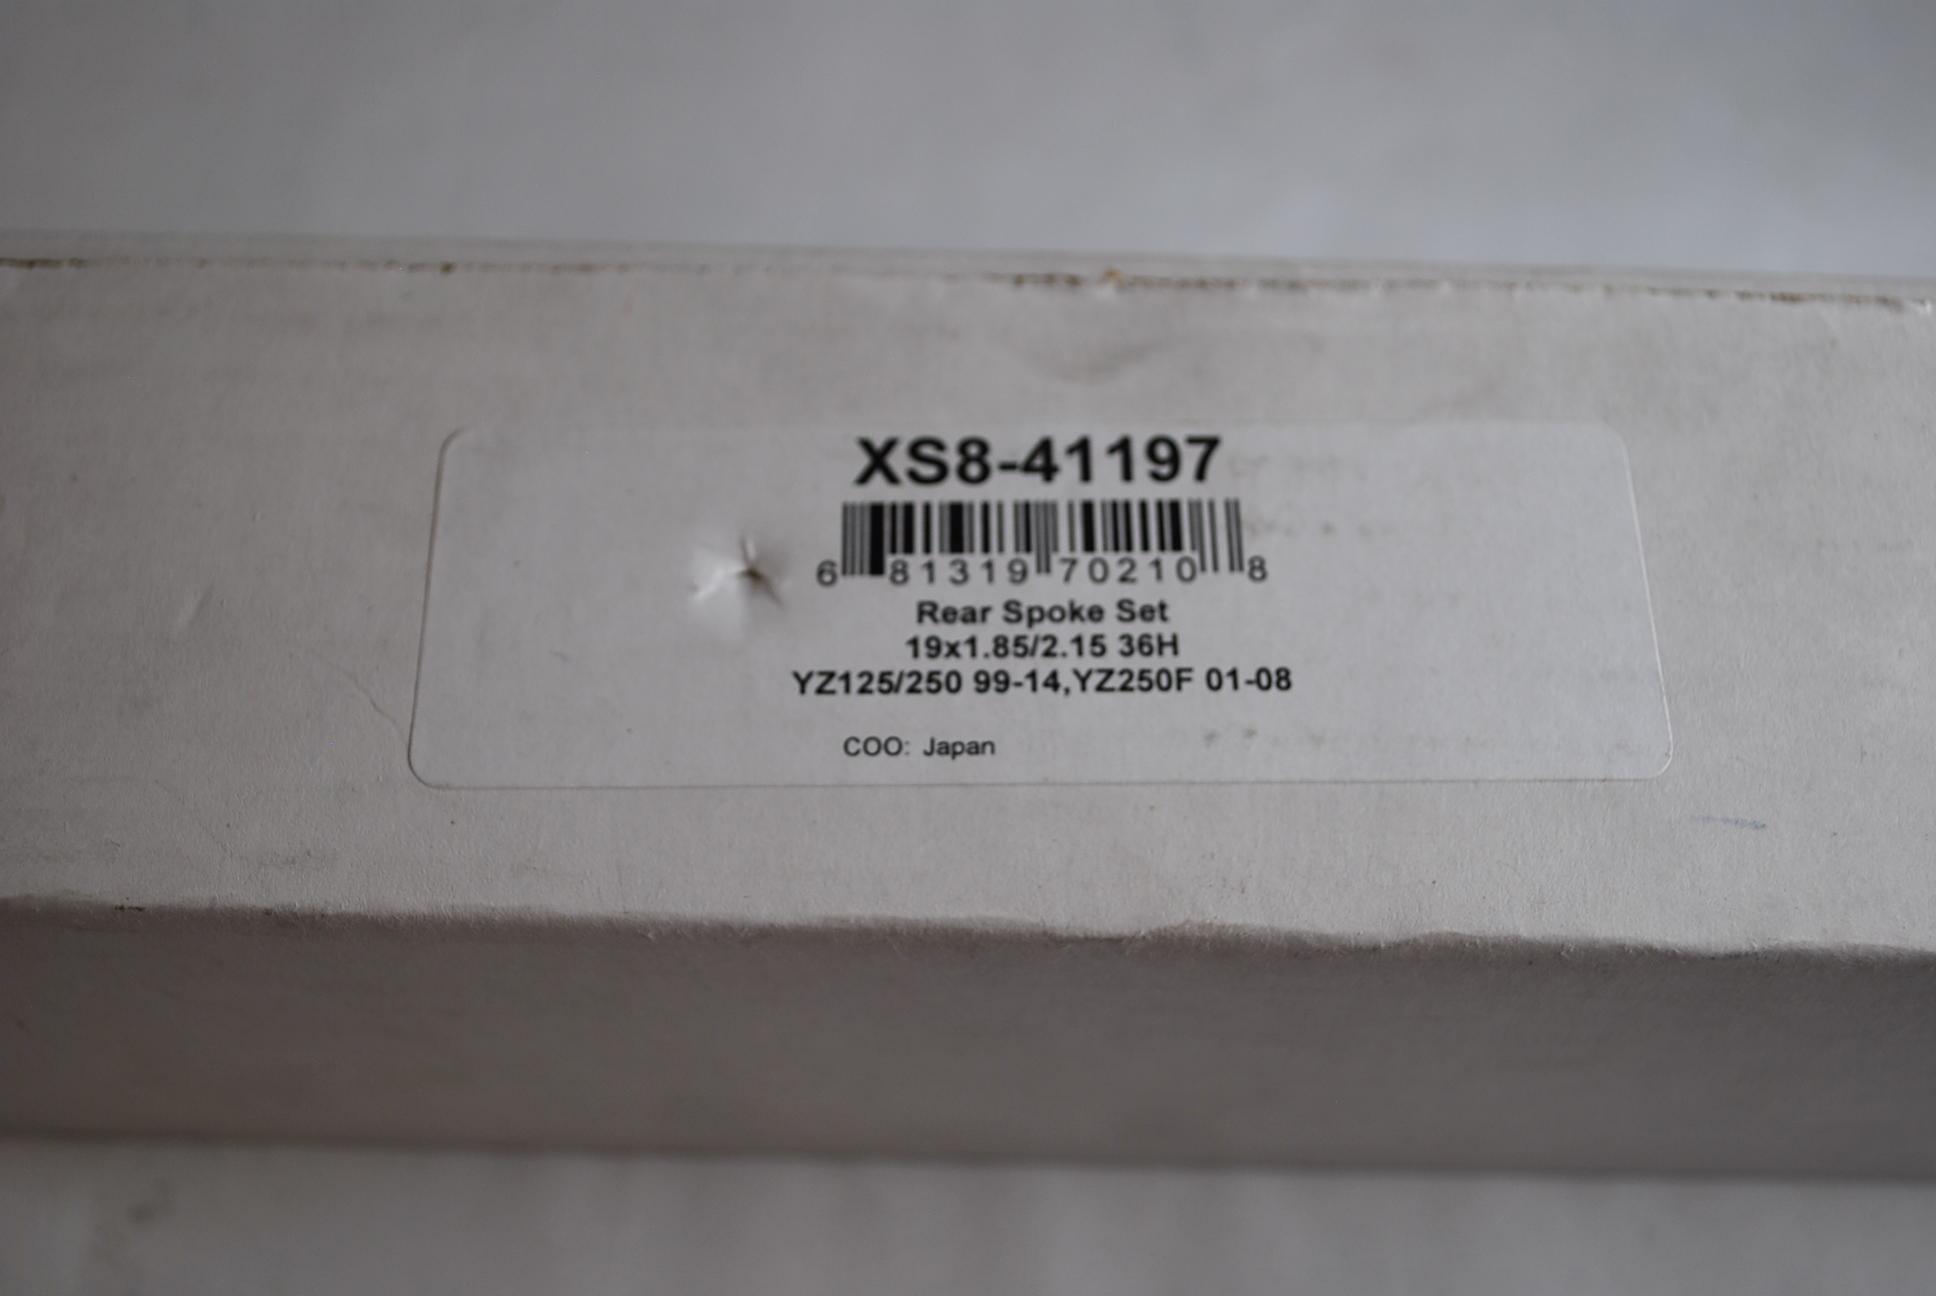 XS8-41197
6 81319 70210 8
Rear Spoke Set
19x1.85/2.15 36H
YZ125/250 99-14,YZ250F 01-08
COO: Japan